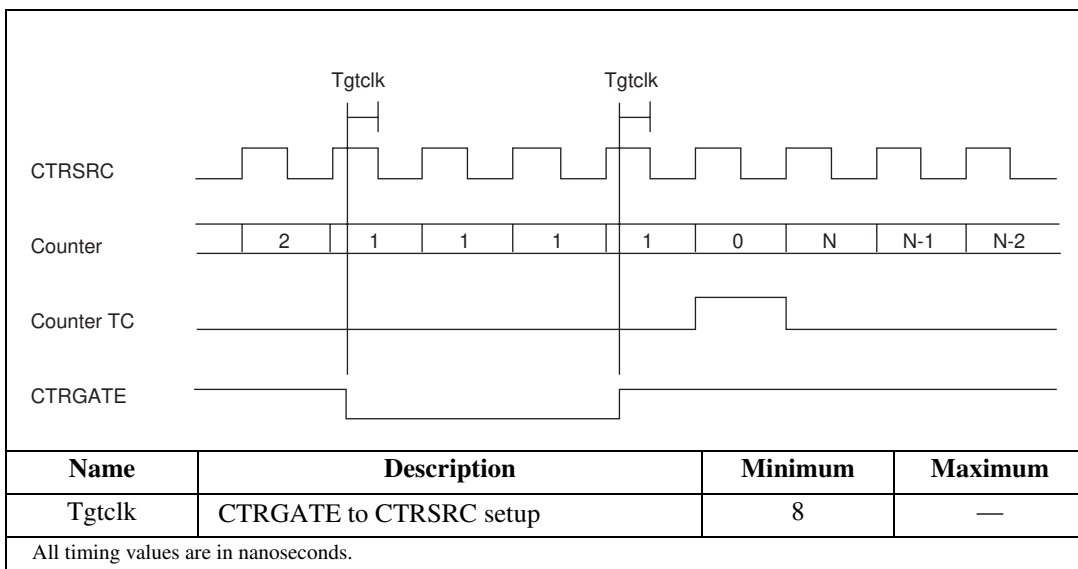 Tgtclk Tgtclk
CTRSRC
Counter 2 1 1 1 1 0 N N-1 N-2
Counter TC
CTRGATE
Name Description Minimum Maximum
Tgtclk CTRGATE to CTRSRC setup 8 —
All timing values are in nanoseconds.